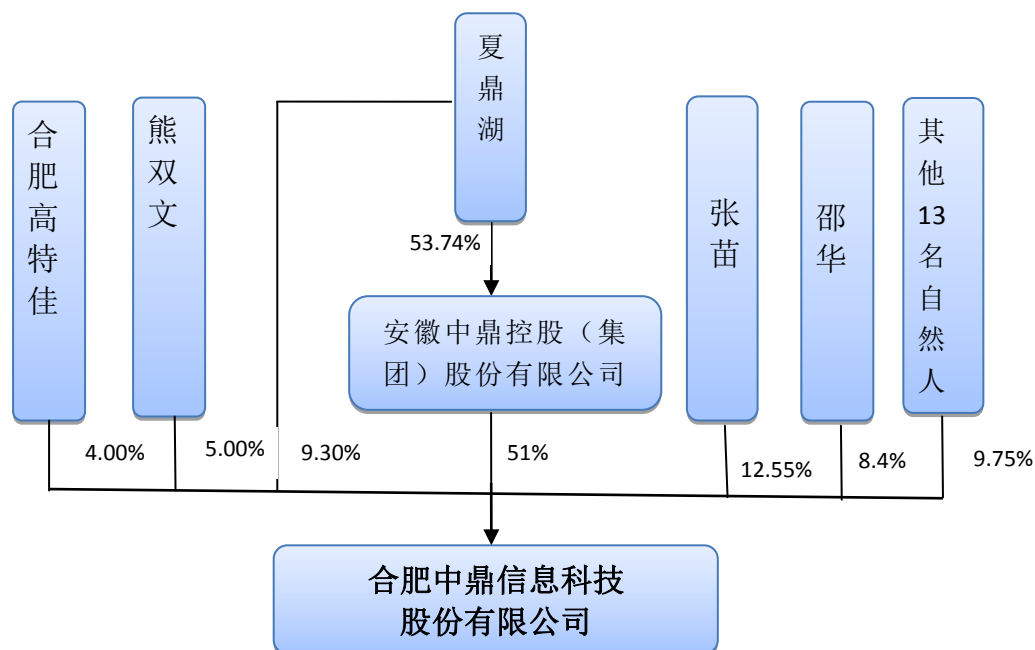 夏鼎湖
合肥高特佳
熊双文
张苗
邵华
其他13名自然人
53.74%
安徽中鼎控股（集
团）股份有限公司
4.00%
5.00%
9.30%
51%
12.55%
8.4%
9.75%
合肥中鼎信息科技
股份有限公司